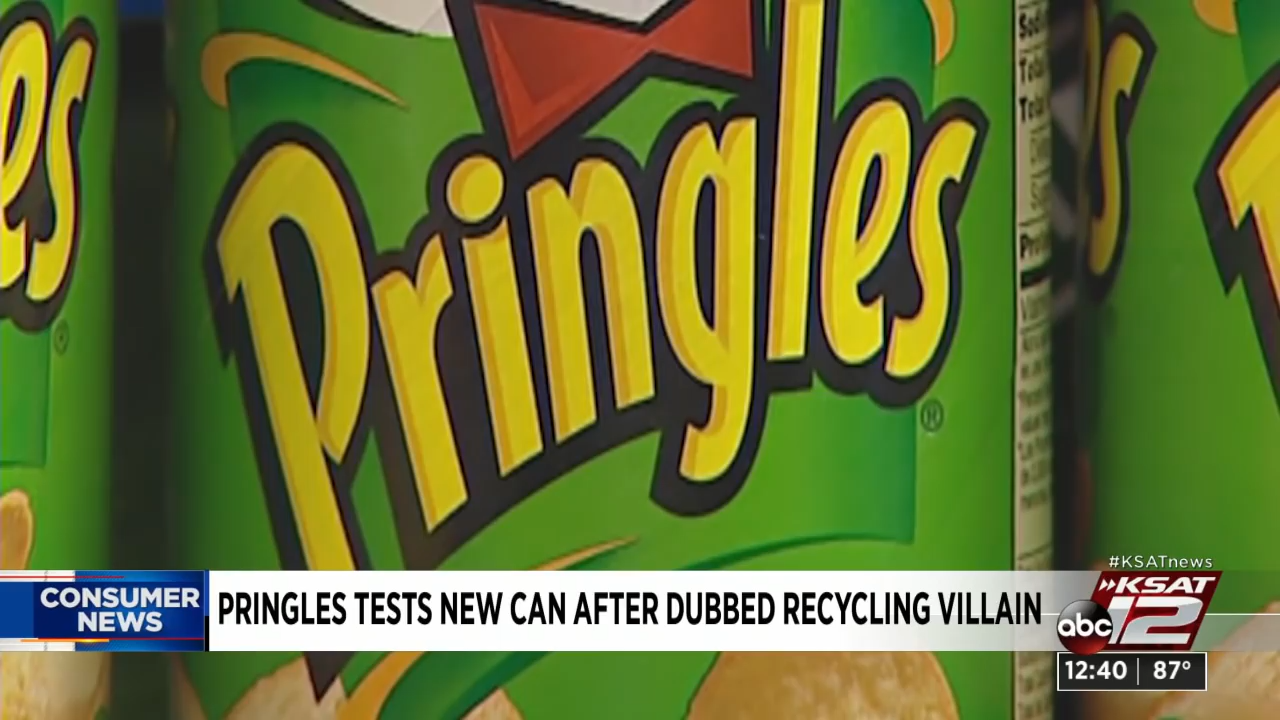 Pringles
®
#KSATnews
CONSUMER
NEWS
PRINGLES TESTS NEW CAN AFTER DUBBED RECYCLING VILLAIN
KSAT
abc 12
12:40 87°